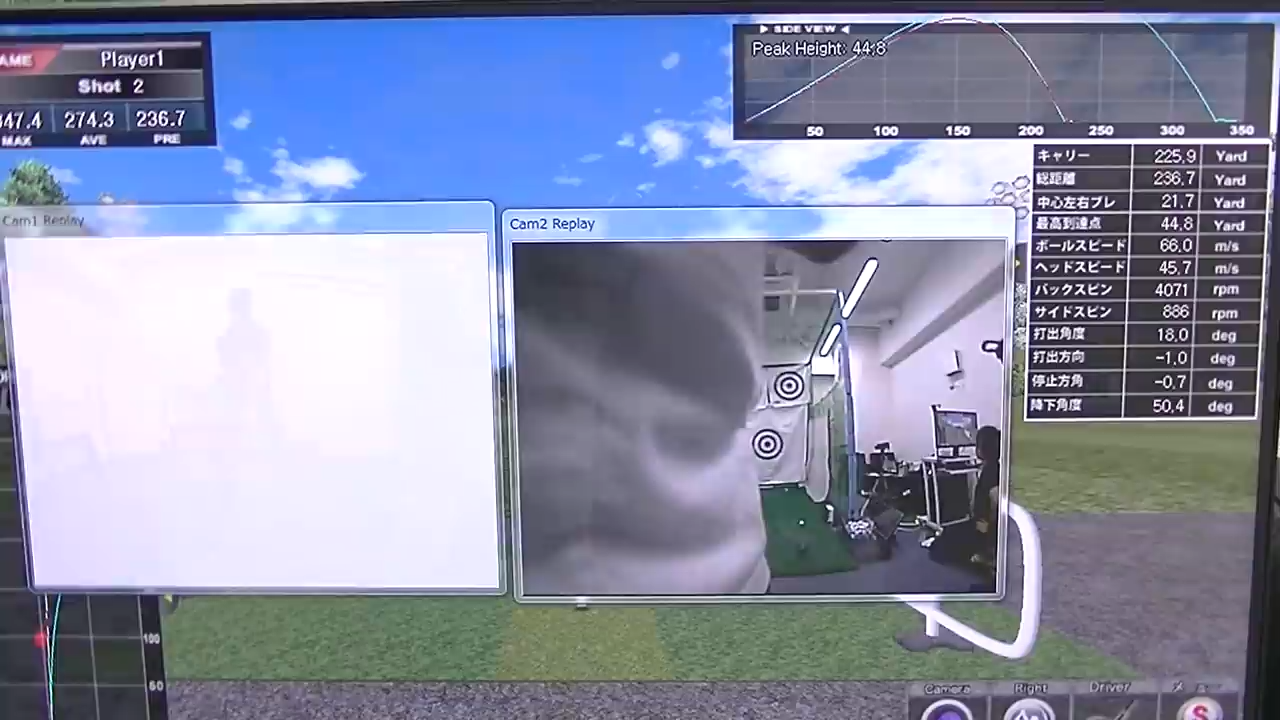 AME Player1
Shot 2
347.4 274.3 236.7
MAX AVE PRE
SIDE VIEW
Peak Height: 44.8
50 100 150 200 250 300 350
キャリー 225.9 Yard
総距離 236.7 Yard
中心左右ブレ 21.7 Yard
最高到達点 44.8 Yard
ボールスピード 66.0 m/s
ヘッドスピード 45.7 m/s
バックスピン 4071 rpm
サイドスピン 886 rpm
打出角度 18.0 deg
打出方向 -1.0 deg
停止方角 -0.7 deg
降下角度 50.4 deg
Cam1 Replay
Cam2 Replay
100
50
Camera Right Driver
S